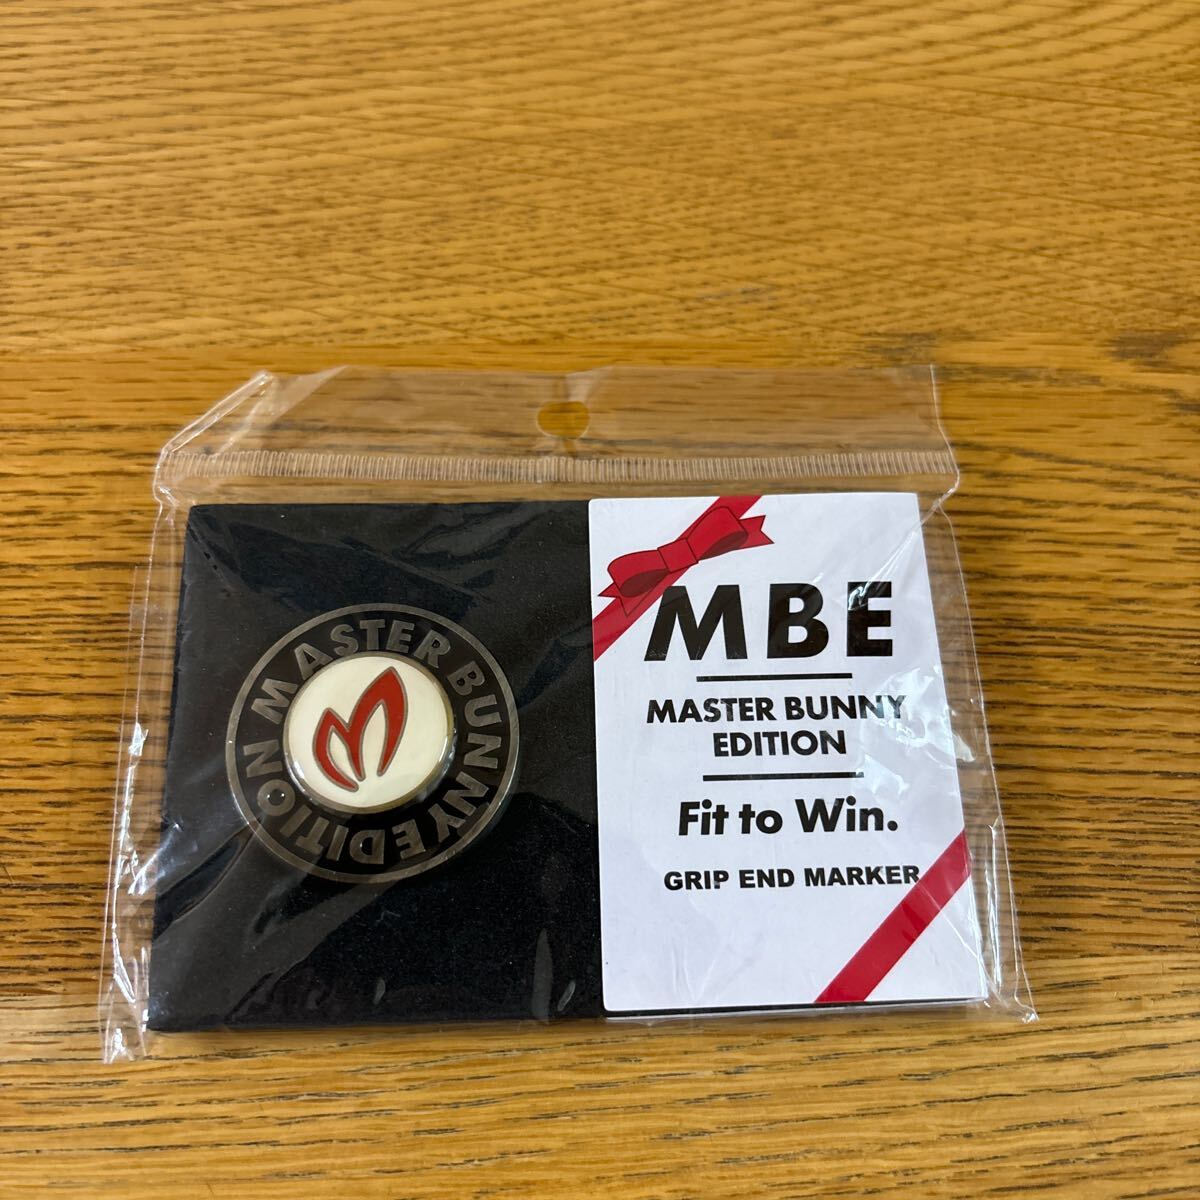 MASTER BUNNY EDITION
MBE
MASTER BUNNY
EDITION
Fit to Win.
GRIP END MARKER